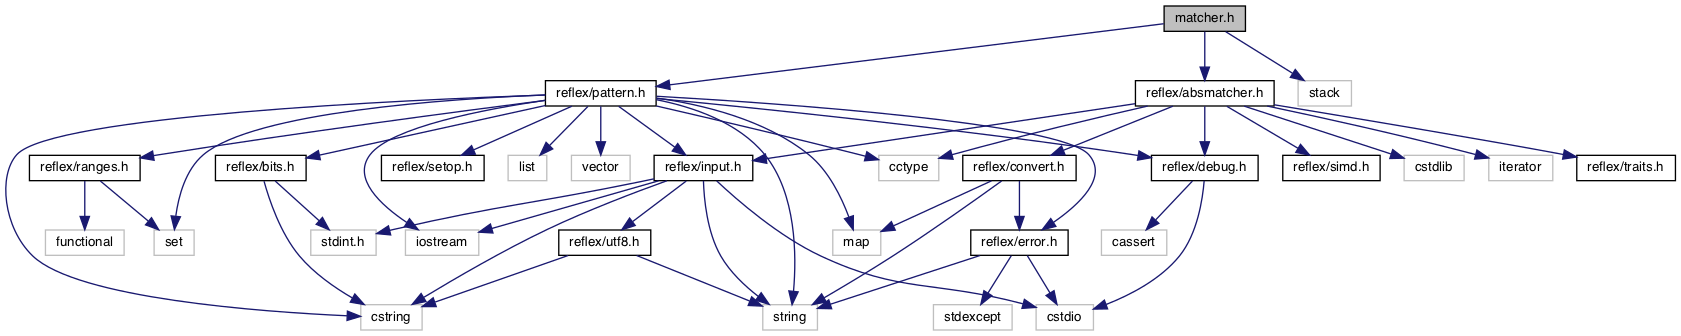 matcher.h
reflex/pattern.h
reflex/absmatcher.h
stack
reflex/ranges.h
reflex/bits.h
reflex/setop.h
list
vector
reflex/input.h
cctype
reflex/convert.h
reflex/debug.h
reflex/simd.h
cstdlib
iterator
reflex/traits.h
functional
set
stdint.h
iostream
reflex/utf8.h
map
reflex/error.h
cassert
cstring
string
stdexcept
cstdio